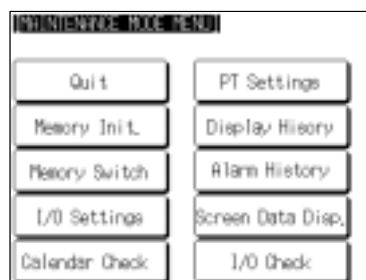 [MAINTENANCE MODE MENU]
Quit
PT Settings
Memory Init.
Display Hisory
Memory Switch
Alarm History
I/O Settings
Screen Data Disp.
Calendar Check
I/O Check